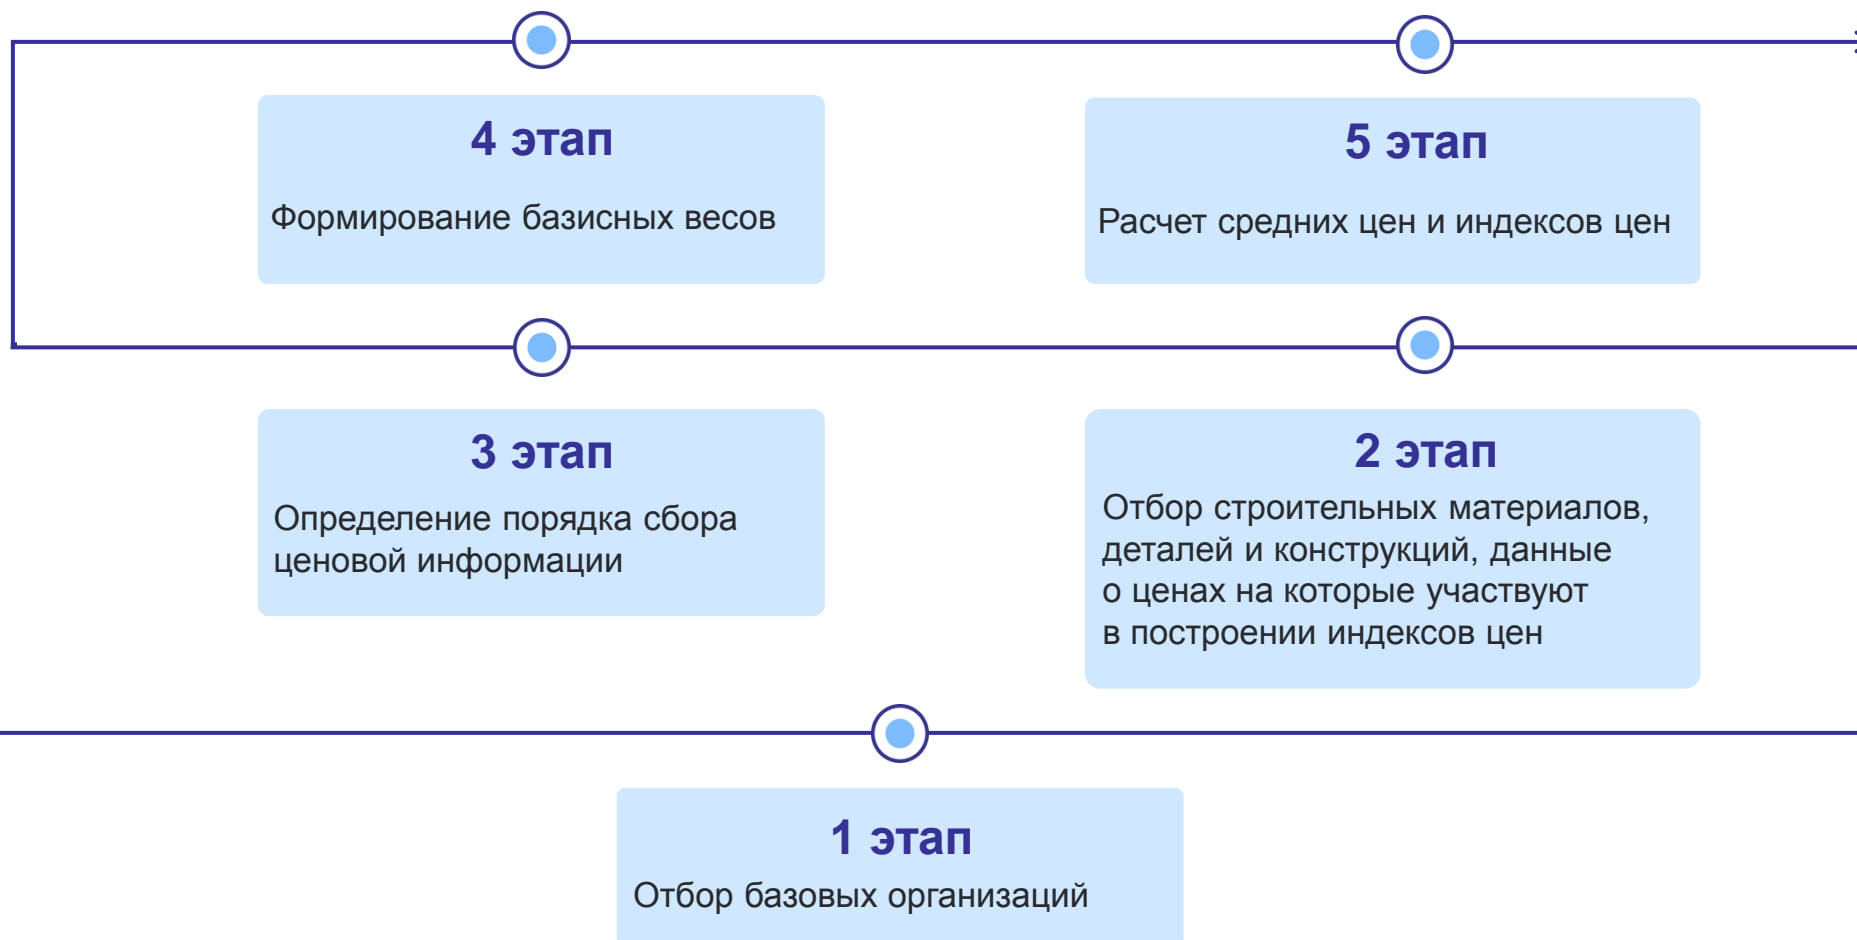 4 этап
Формирование базисных весов
5 этап
Расчет средних цен и индексов цен
3 этап
Определение порядка сбора
ценовой информации
2 этап
Отбор строительных материалов,
деталей и конструкций, данные
о ценах на которые участвуют
в построении индексов цен
1 этап
Отбор базовых организаций